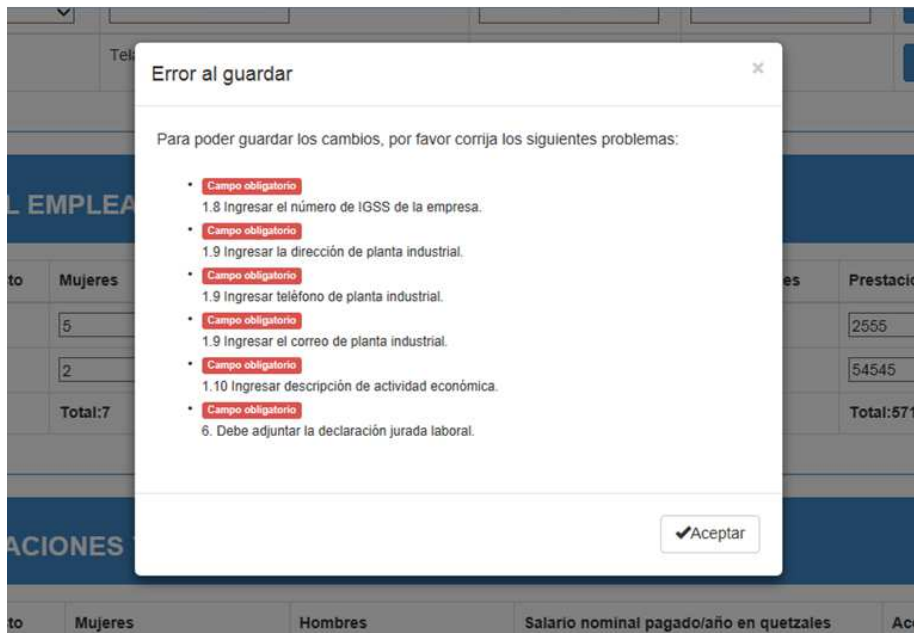 Tel
Error al guardar
×
Para poder guardar los cambios, por favor corrija los siguientes problemas:
• Campo obligatorio
1.8 Ingresar el número de IGSS de la empresa.
• Campo obligatorio
1.9 Ingresar la dirección de planta industrial.
• Campo obligatorio
1.9 Ingresar teléfono de planta industrial.
• Campo obligatorio
1.9 Ingresar el correo de planta industrial.
• Campo obligatorio
1.10 Ingresar descripción de actividad económica.
• Campo obligatorio
6. Debe adjuntar la declaración jurada laboral.
✔Aceptar
L EMPLEA
to Mujeres es Prestacio
5 2555
2 54545
Total:7 Total:571
ACIONES
to Mujeres Hombres Salario nominal pagado/año en quetzales